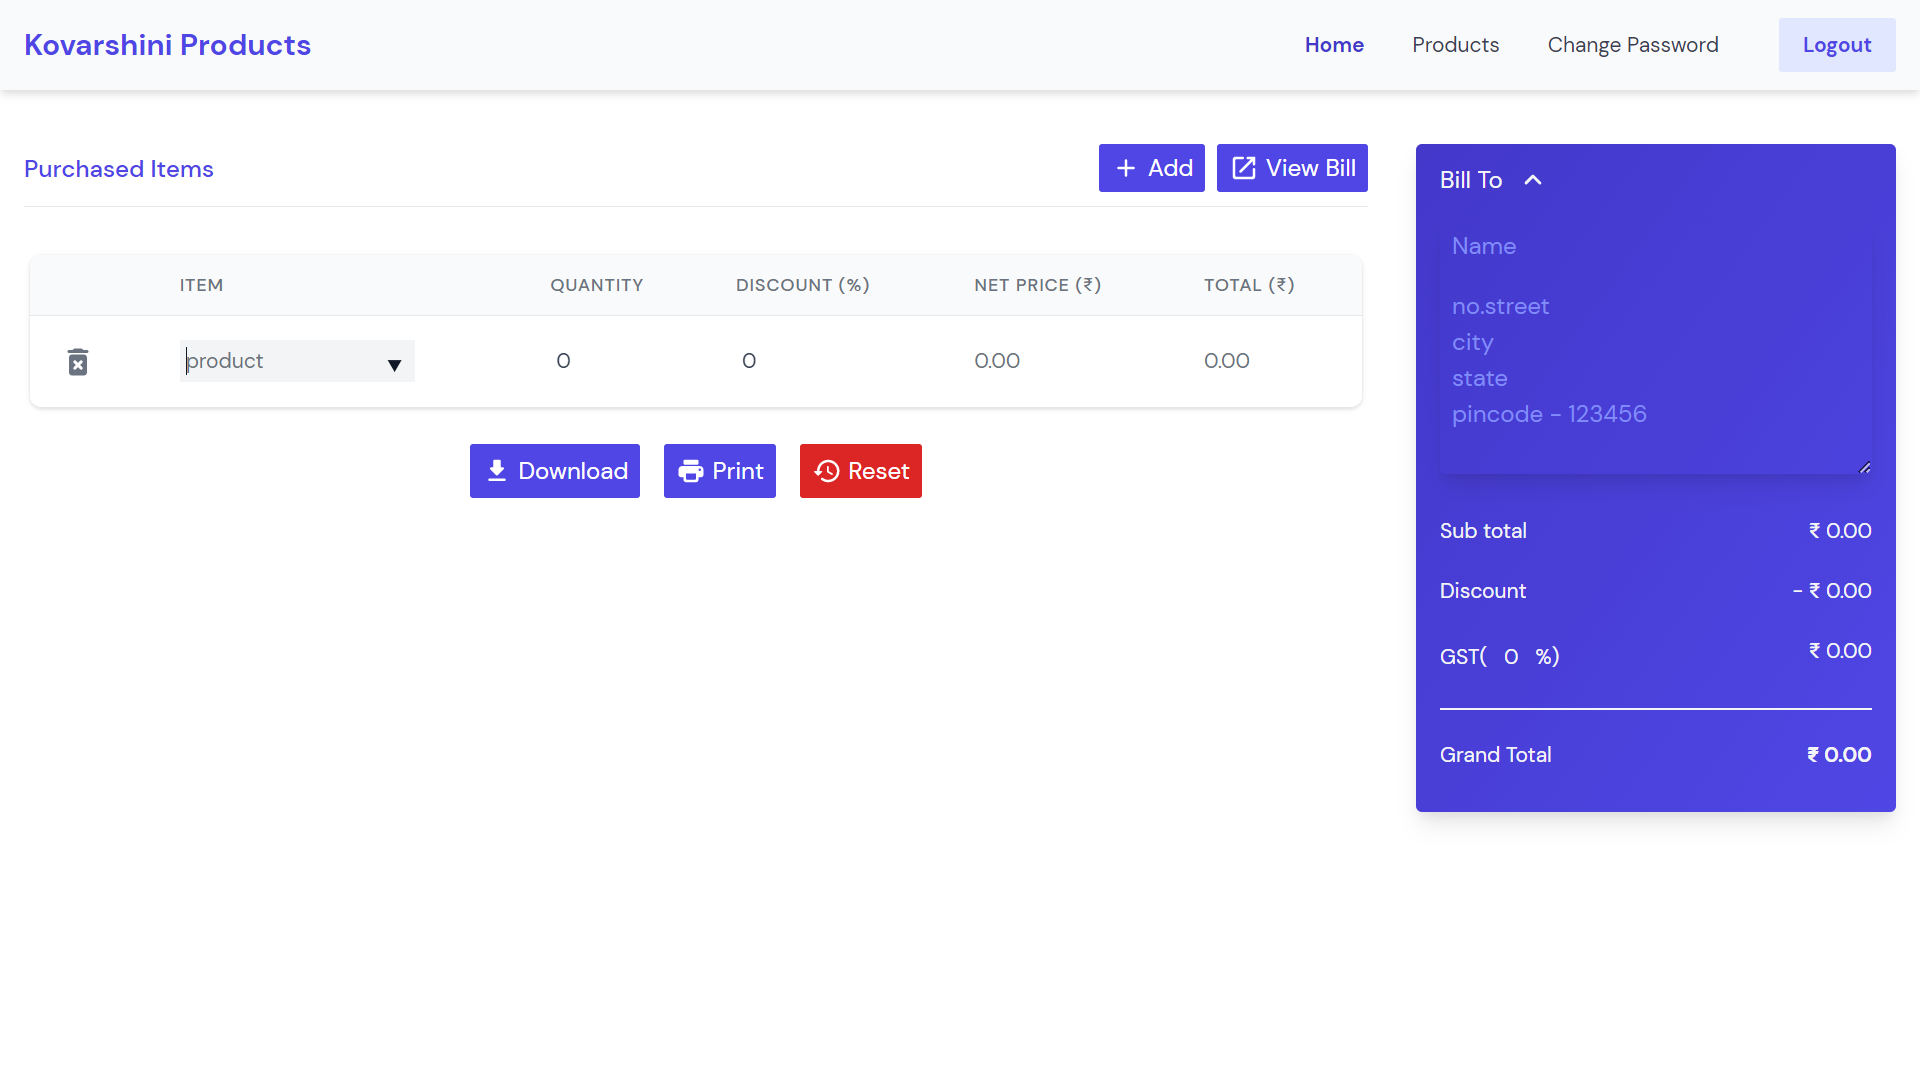 Kovarshini Products
Home
Products
Change Password
Logout
Purchased Items
Add
View Bill
ITEM
QUANTITY
DISCOUNT (%)
NET PRICE (₹)
TOTAL (₹)
product
0
0
0.00
0.00
Download
Print
Reset
Bill To
Name
no.street
city
state
pincode - 123456
Sub total
₹ 0.00
Discount
- ₹ 0.00
GST( 0 %)
₹ 0.00
Grand Total
₹ 0.00